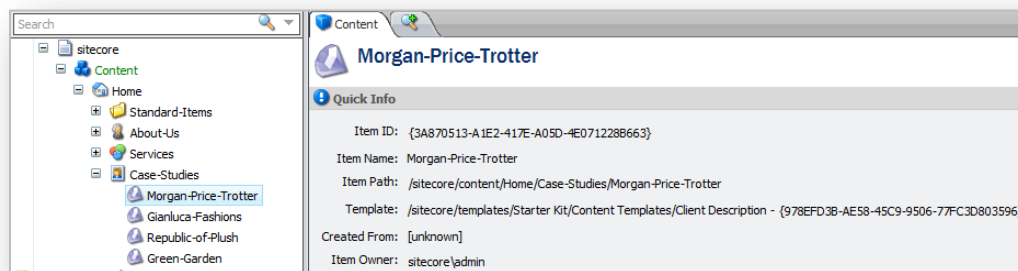 Search
sitecore
Content
Home
Standard-Items
About-Us
Services
Case-Studies
Morgan-Price-Trotter
Gianluca-Fashions
Republic-of-Plush
Green-Garden
Content
Morgan-Price-Trotter
Quick Info
Item ID: {3A870513-A1E2-417E-A05D-4E071228B663}
Item Name: Morgan-Price-Trotter
Item Path: /sitecore/content/Home/Case-Studies/Morgan-Price-Trotter
Template: /sitecore/templates/Starter Kit/Content Templates/Client Description - {978EFD3B-AE58-45C9-9506-77FC3D803596
Created From: [unknown]
Item Owner: sitecore\admin